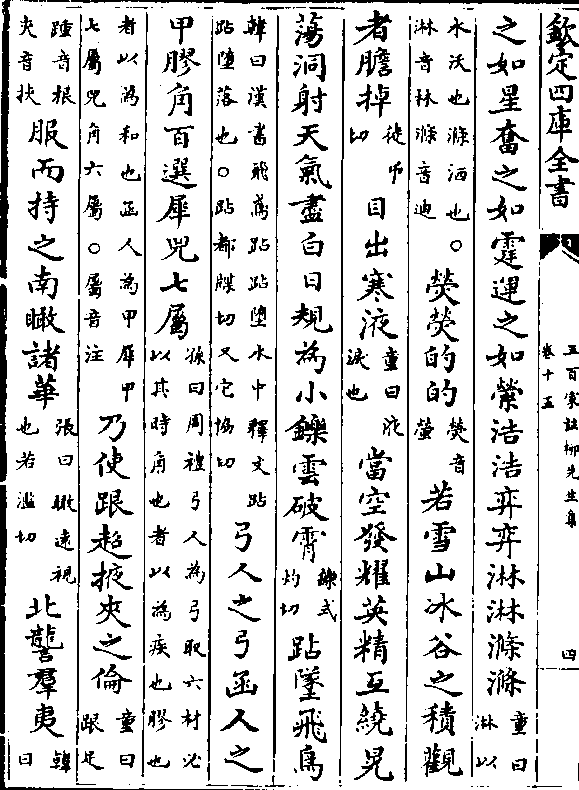 欽定四庫全書
五百家註柳先生集
卷十五
四
之如星奮之如霆運之如縈浩浩弈弈淋淋滌滌童曰淋以
水沃也滌洒也○淋音林滌音迪熒熒的的熒音螢若雪山冰谷之積觀
者膽掉徒弔切目出寒液童曰液淚也當空發耀英精互繞晃
蕩洞射天氣盡白日規為小鑠雲破霄鑠式灼切跕墜飛鳥
韓曰漢書飛鳶跕跕墮水中釋文跕跕墮落也○跕都牒切又它協切弓人之弓函人之
甲膠角百選犀兕七屬孫曰周禮弓人為弓取六材必以其時角也者以為疾也膠也
者以為和也函人為甲犀甲七屬兕角六屬○屬音注乃使跟超掖夾之倫童曰跟足
踵音根夾音挾服而持之南瞰諸華張曰瞰遠視也若濫切北讋羣夷韓曰